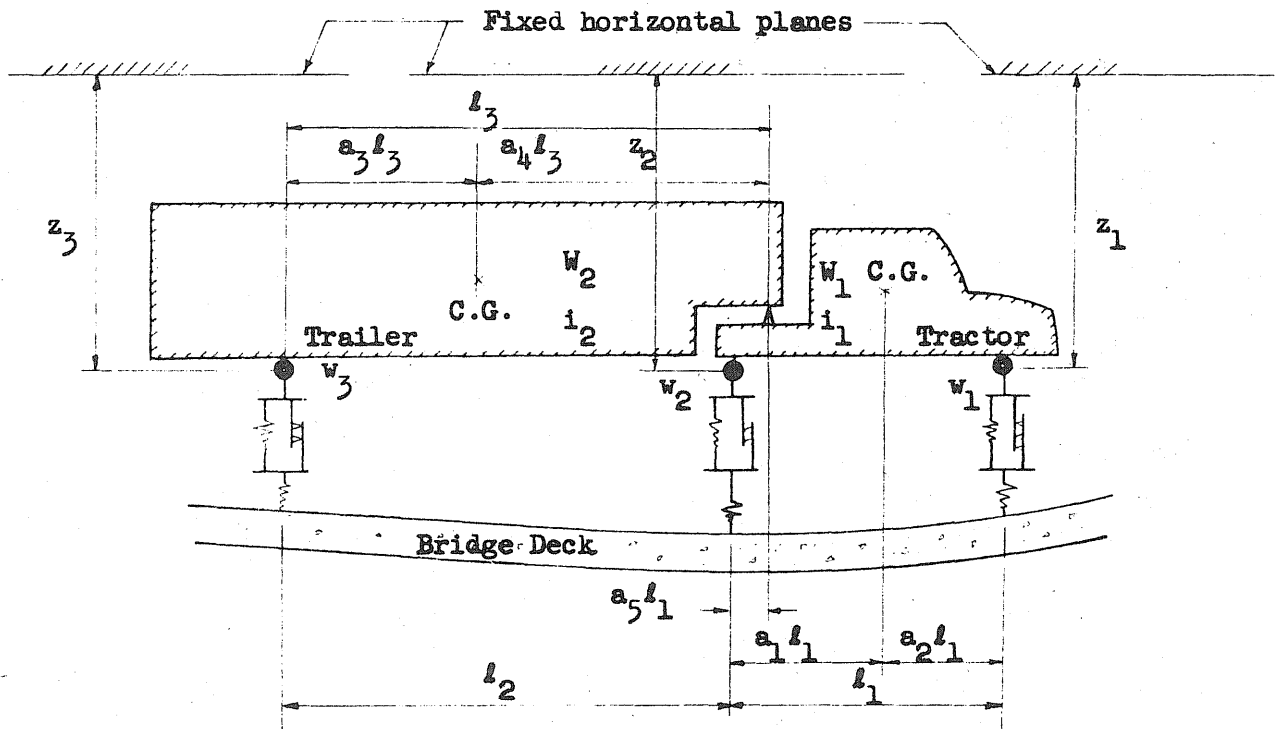 Fixed horizontal planes
l3
a3l3
a4l3
z2
z3
z1
W2
W1
C.G.
C.G.
i2
i1
Trailer
Tractor
w3
w2
w1
Bridge Deck
a5l1
a1l1
a2l1
l2
l1